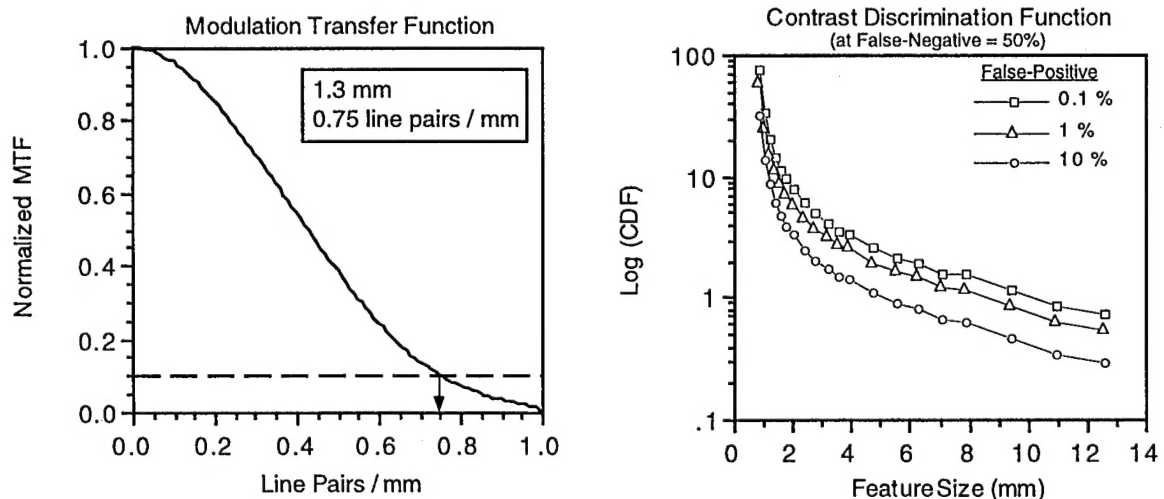 Modulation Transfer Function
1.0
0.8
0.6
0.4
0.2
0.0
Normalized MTF
1.3 mm
0.75 line pairs / mm
0.0 0.2 0.4 0.6 0.8 1.0
Line Pairs / mm
Contrast Discrimination Function
(at False-Negative = 50%)
100
10
1
.1
Log (CDF)
False-Positive
0.1 %
1 %
10 %
0 2 4 6 8 10 12 14
Feature Size (mm)